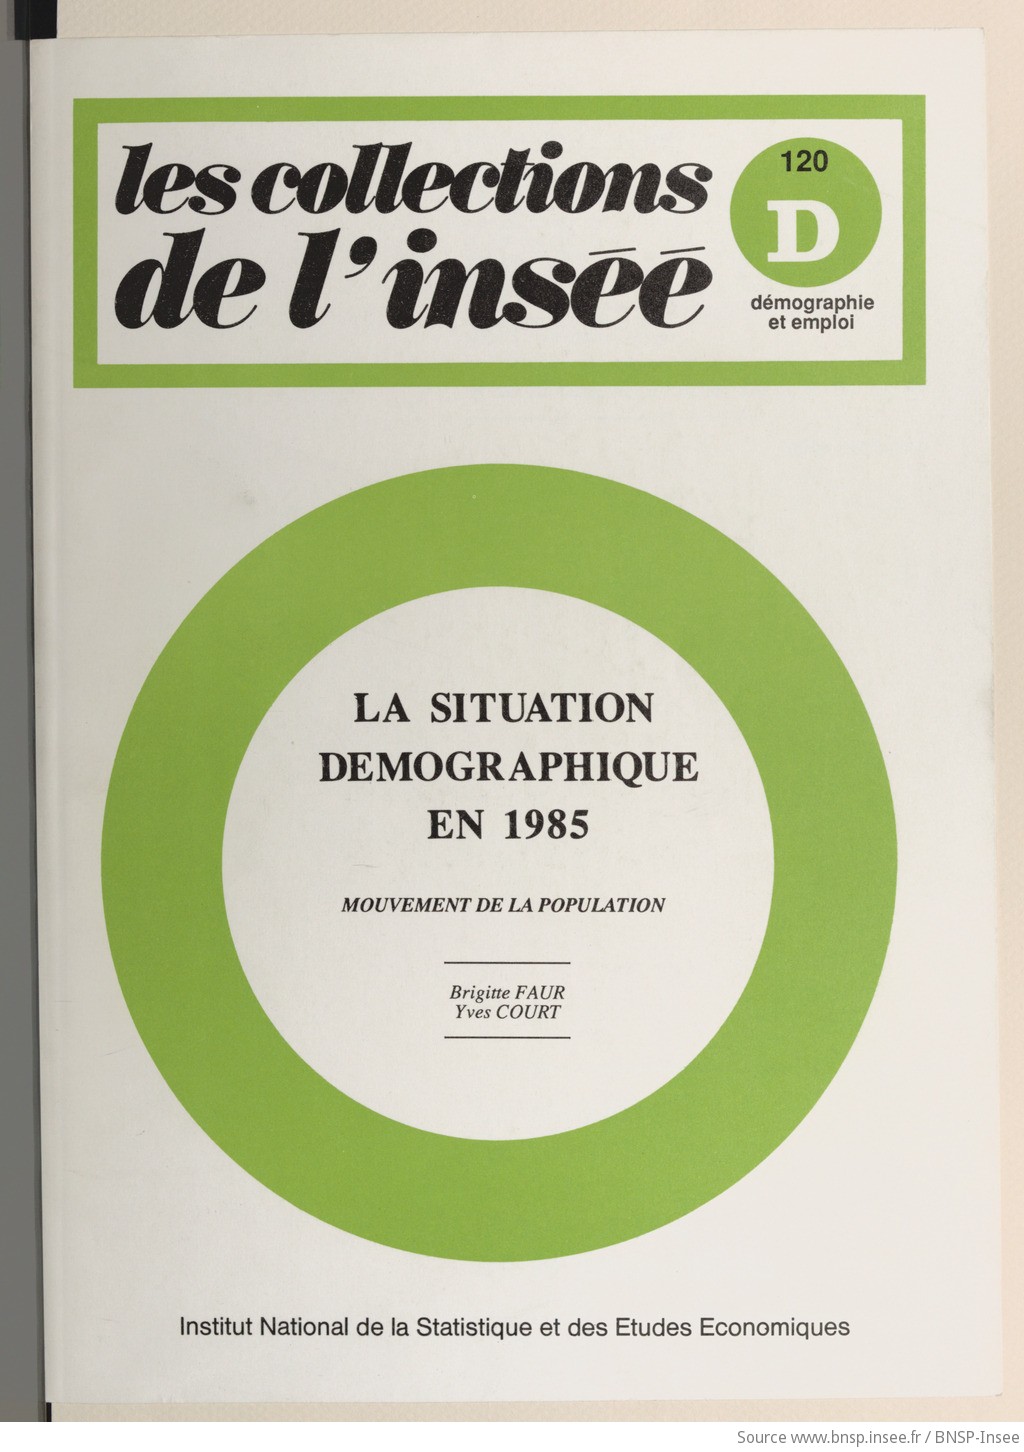 les collections
de l'inséé
120
D
démographie
et emploi
LA SITUATION
DEMOGRAPHIQUE
EN 1985
MOUVEMENT DE LA POPULATION
Brigitte FAUR
Yves COURT
Institut National de la Statistique et des Etudes Economiques
Source www.bnsp.insee.fr / BNSP-Insee